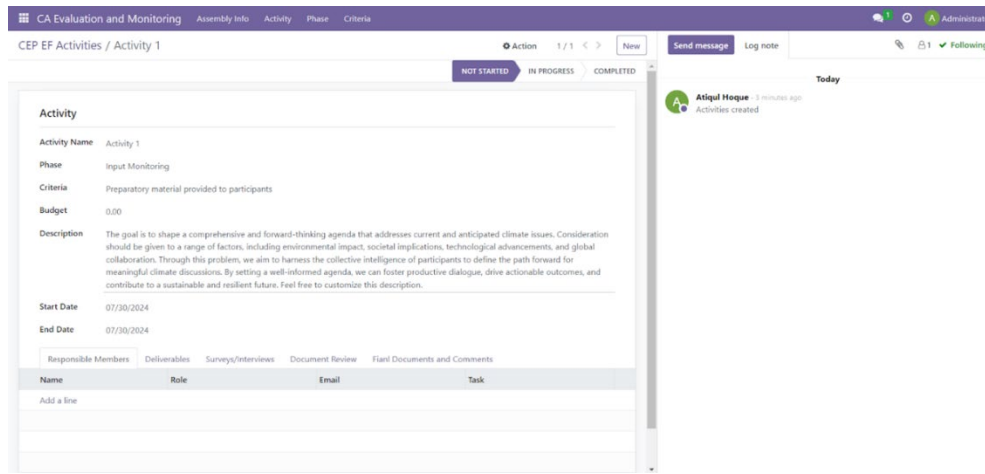 CA Evaluation and Monitoring Assembly Info Activity Phase Criteria 1 A Administrat
CEP EF Activities / Activity 1 Action 1 / 1 < > New Send message Log note 1 Following
NOT STARTED IN PROGRESS COMPLETED
Today
Atiqul Hoque - 3 minutes ago
Activities created
Activity
Activity Name Activity 1
Phase Input Monitoring
Criteria Preparatory material provided to participants
Budget 0.00
Description The goal is to shape a comprehensive and forward-thinking agenda that addresses current and anticipated climate issues. Consideration
should be given to a range of factors, including environmental impact, societal implications, technological advancements, and global
collaboration. Through this problem, we aim to harness the collective intelligence of participants to define the path forward for
meaningful climate discussions. By setting a well-informed agenda, we can foster productive dialogue, drive actionable outcomes, and
contribute to a sustainable and resilient future. Feel free to customize this description.
Start Date 07/30/2024
End Date 07/30/2024
Responsible Members Deliverables Surveys/Interviews Document Review Fianl Documents and Comments
Name Role Email Task
Add a line